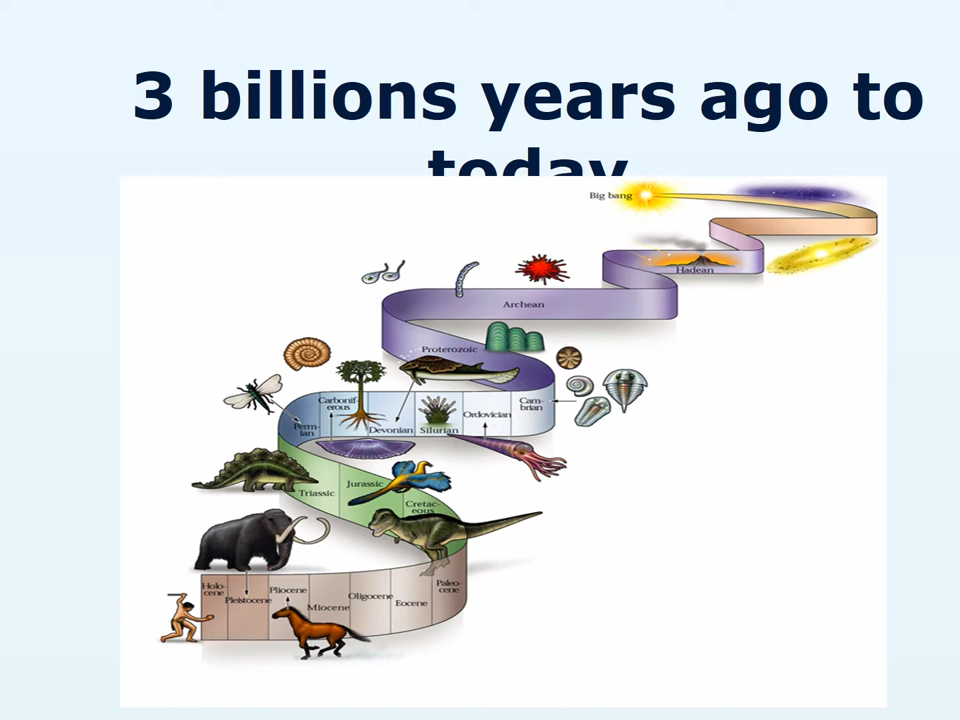 3 billions years ago to
today
Big bang
Hadean
Archean
Proterozoic
Cam-
brian
Ordovician
Silurian
Devonian
Carbonif-
erous
Perm-
ian
Triassic
Jurassic
Cretac-
eous
Paleo-
cene
Eocene
Oligocene
Miocene
Pliocene
Pleistocene
Holo-
cene